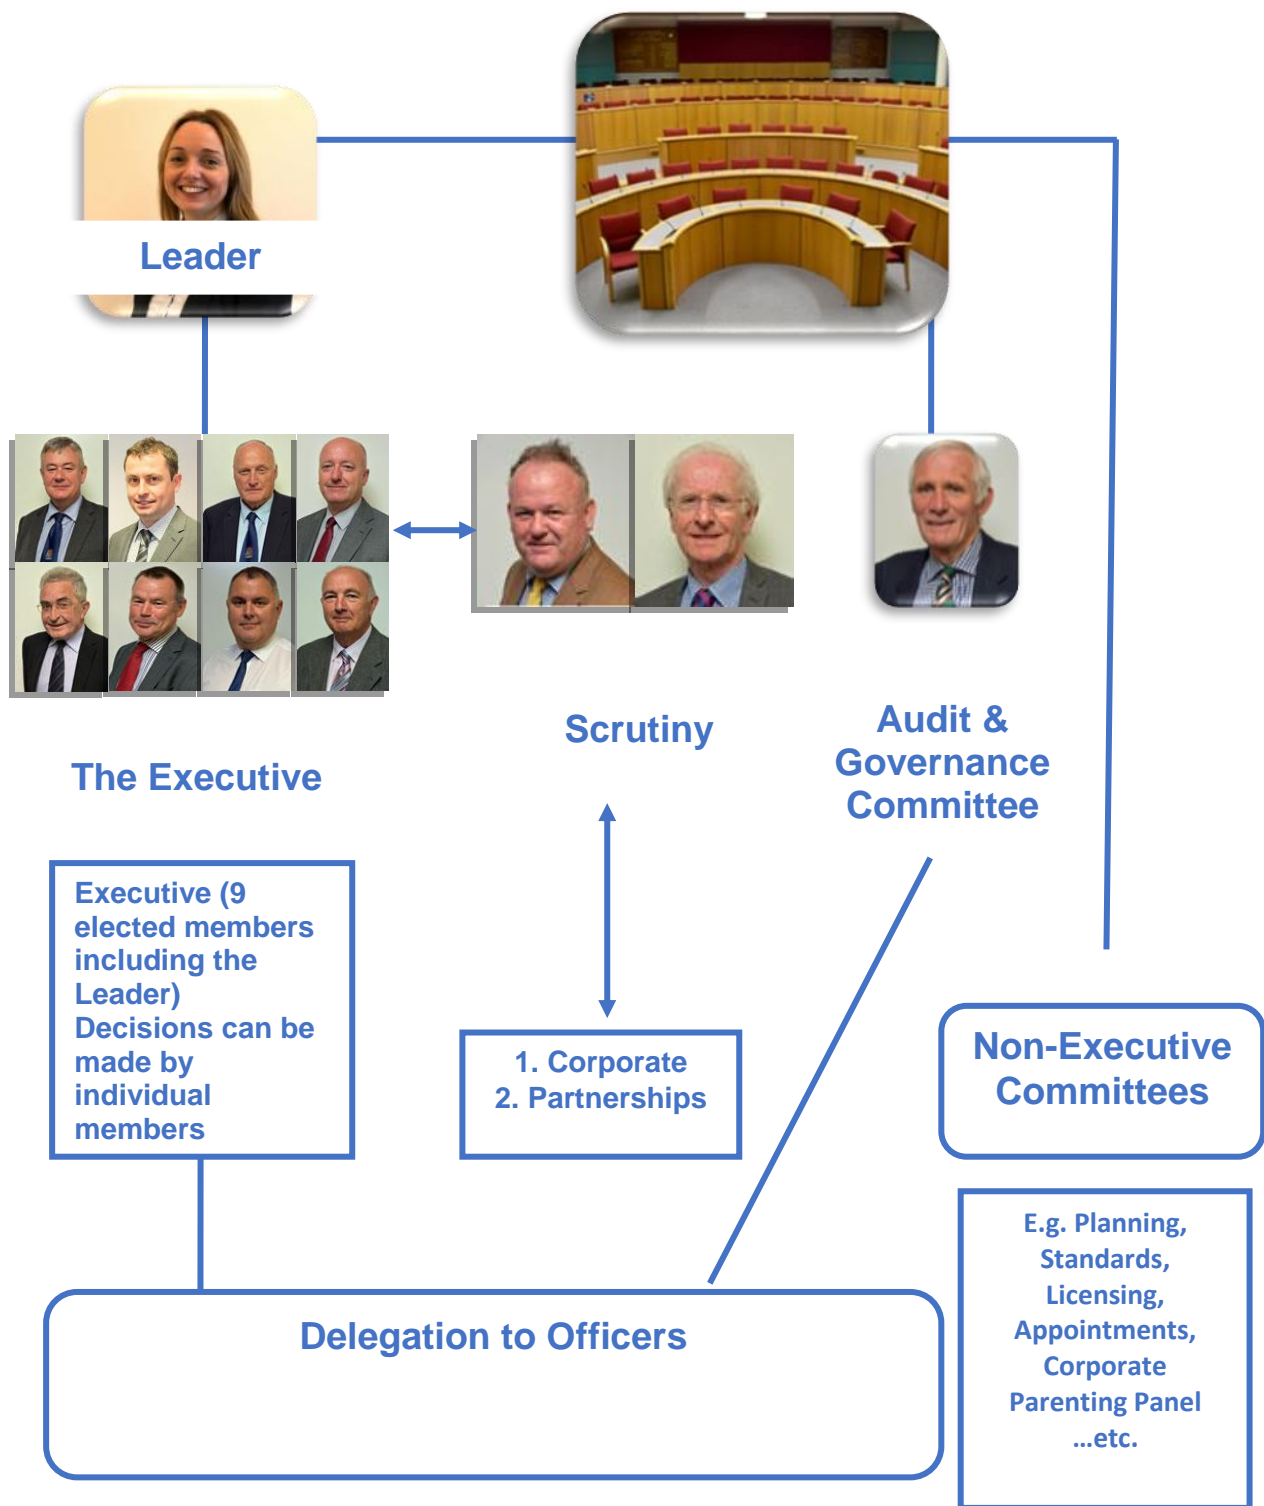 Leader
The Executive
Scrutiny
Audit &
Governance
Committee
Executive (9
elected members
including the
Leader)
Decisions can be
made by
individual
members
1. Corporate
2. Partnerships
Non-Executive
Committees
E.g. Planning,
Standards,
Licensing,
Appointments,
Corporate
Parenting Panel
…etc.
Delegation to Officers